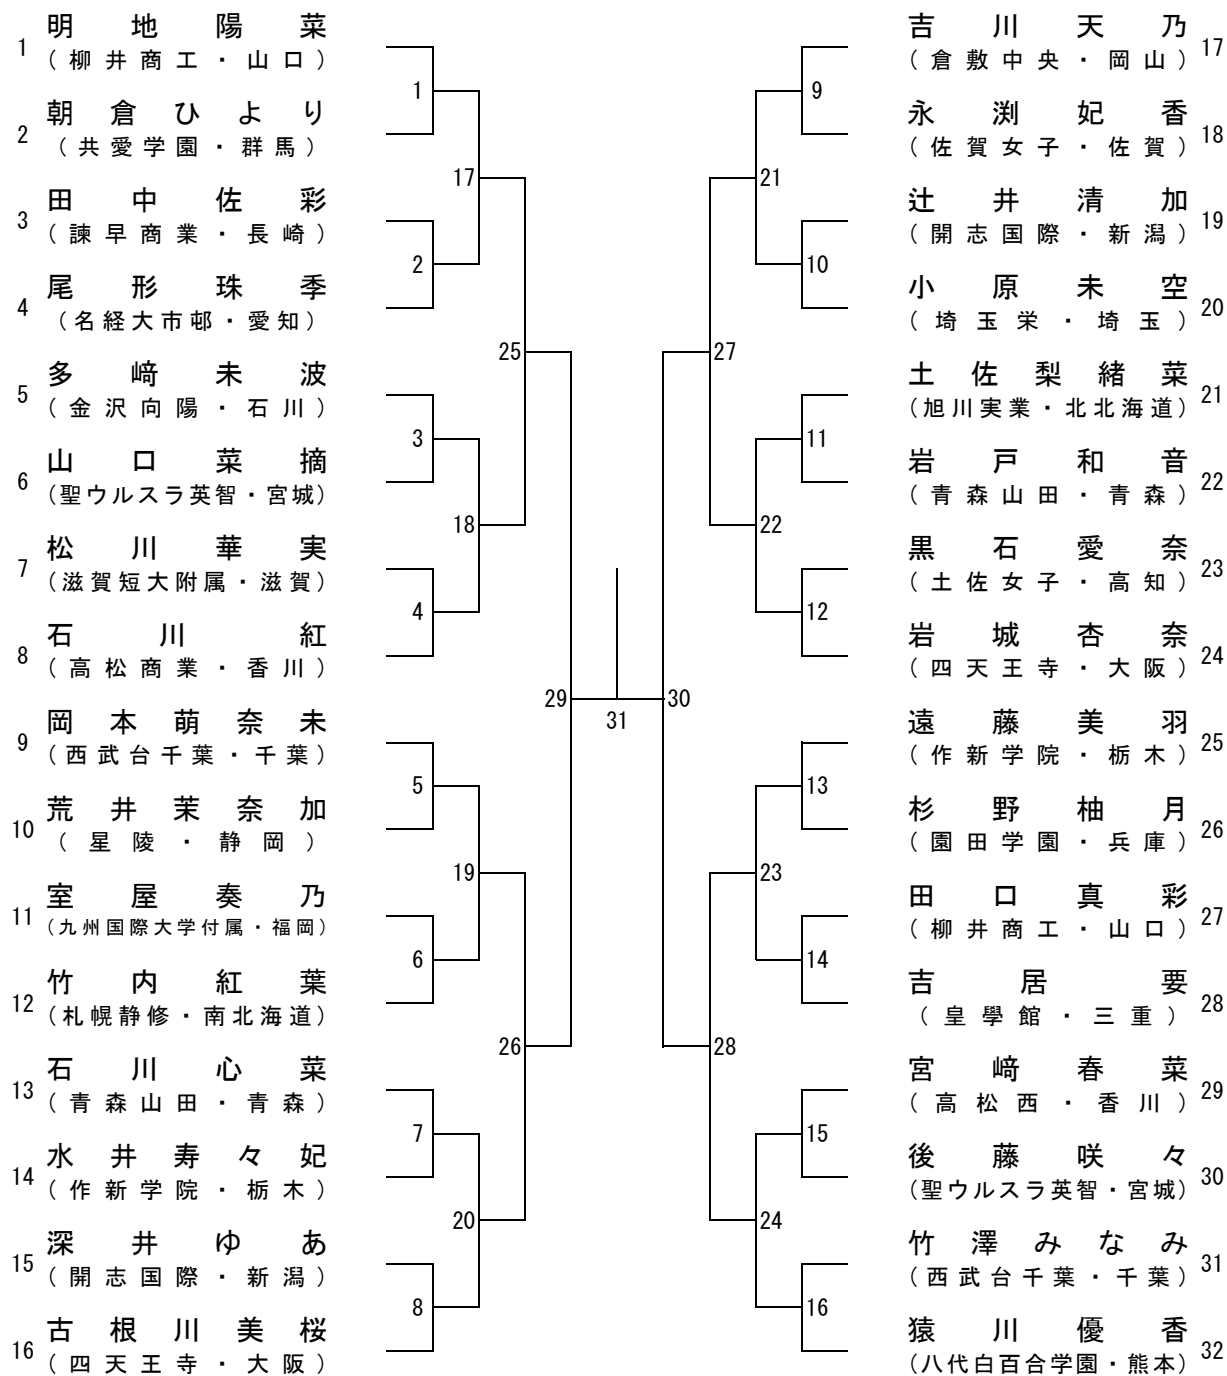 1 明地陽菜
(柳井商工・山口)
2 朝倉ひより
(共愛学園・群馬)
3 田中佐彩
(諫早商業・長崎)
4 尾形珠季
(名経大市邨・愛知)
5 多﨑未波
(金沢向陽・石川)
6 山口菜摘
(聖ウルスラ英智・宮城)
7 松川華実
(滋賀短大附属・滋賀)
8 石川紅
(高松商業・香川)
9 岡本萌奈未
(西武台千葉・千葉)
10 荒井茉奈加
(星陵・静岡)
11 室屋奏乃
(九州国際大学付属・福岡)
12 竹内紅葉
(札幌静修・南北海道)
13 石川心菜
(青森山田・青森)
14 水井寿々妃
(作新学院・栃木)
15 深井ゆあ
(開志国際・新潟)
16 古根川美桜
(四天王寺・大阪)
1
2
3
4
5
6
7
8
17
18
19
20
25
26
29
31
30
27
28
21
22
23
24
9
10
11
12
13
14
15
16
吉川天乃 17
(倉敷中央・岡山)
永渕妃香 18
(佐賀女子・佐賀)
辻井清加 19
(開志国際・新潟)
小原未空 20
(埼玉栄・埼玉)
土佐梨緒菜 21
(旭川実業・北北海道)
岩戸和音 22
(青森山田・青森)
黒石愛奈 23
(土佐女子・高知)
岩城杏奈 24
(四天王寺・大阪)
遠藤美羽 25
(作新学院・栃木)
杉野柚月 26
(園田学園・兵庫)
田口真彩 27
(柳井商工・山口)
吉居要 28
(皇學館・三重)
宮﨑春菜 29
(高松西・香川)
後藤咲々 30
(聖ウルスラ英智・宮城)
竹澤みなみ 31
(西武台千葉・千葉)
猿川優香 32
(八代白百合学園・熊本)